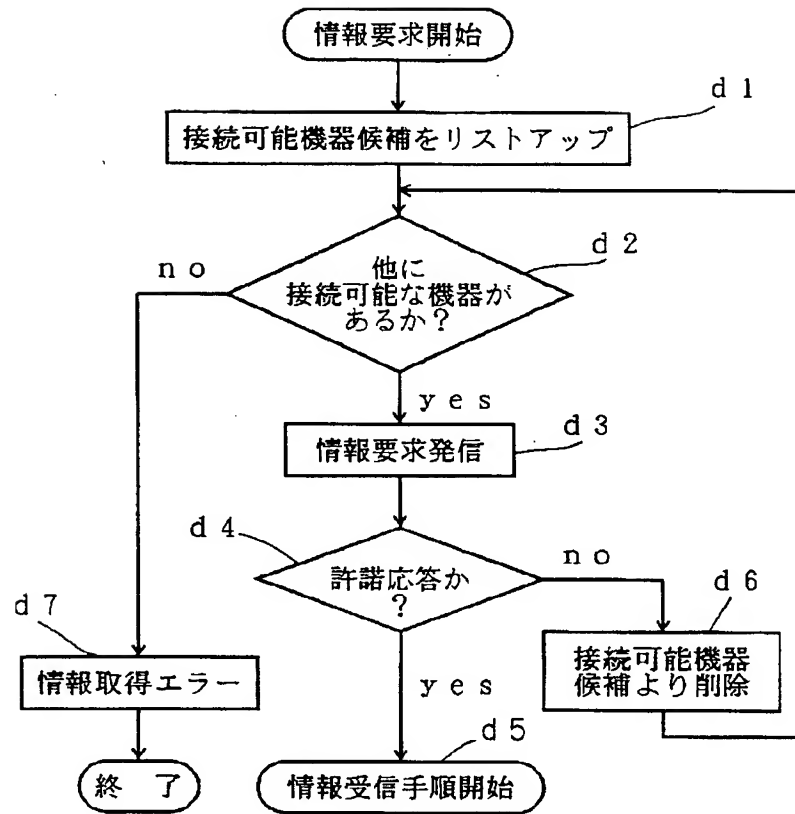 情報要求開始
d 1
接続可能機器候補をリストアップ
d 2
no
他に
接続可能な機器が
あるか？
yes
d 3
情報要求発信
d 4
no
許諾応答か
？
d 6
d 7
接続可能機器
候補より削除
情報取得エラー
yes
d 5
終 了
情報受信手順開始